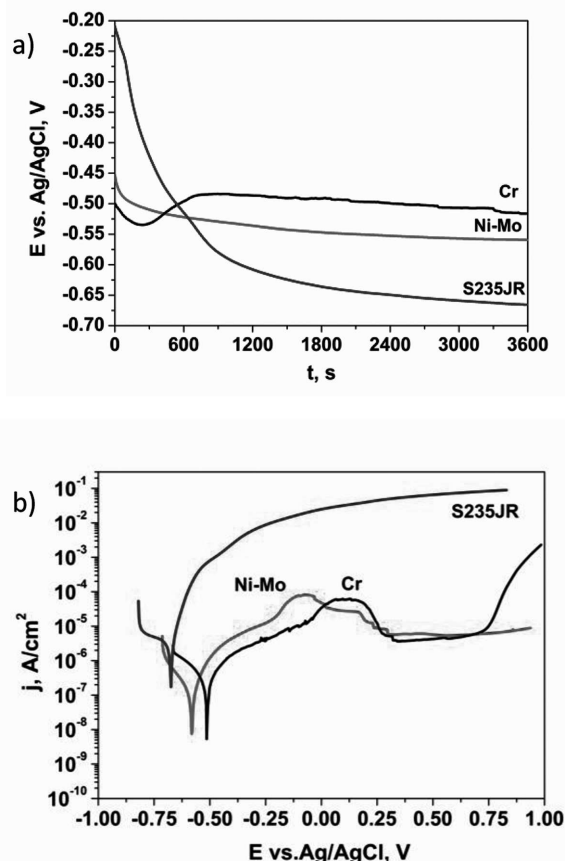 a)
-0.20
-0.25
-0.30
-0.35
-0.40
-0.45
-0.50
-0.55
-0.60
-0.65
-0.70
E vs. Ag/AgCl, V
Cr
Ni-Mo
S235JR
0 600 1200 1800 2400 3000 3600
t, s
b)
10⁻¹
10⁻²
10⁻³
10⁻⁴
10⁻⁵
10⁻⁶
10⁻⁷
10⁻⁸
10⁻⁹
10⁻¹⁰
j, A/cm²
S235JR
Ni-Mo Cr
-1.00 -0.75 -0.50 -0.25 0.00 0.25 0.50 0.75 1.00
E vs.Ag/AgCl, V